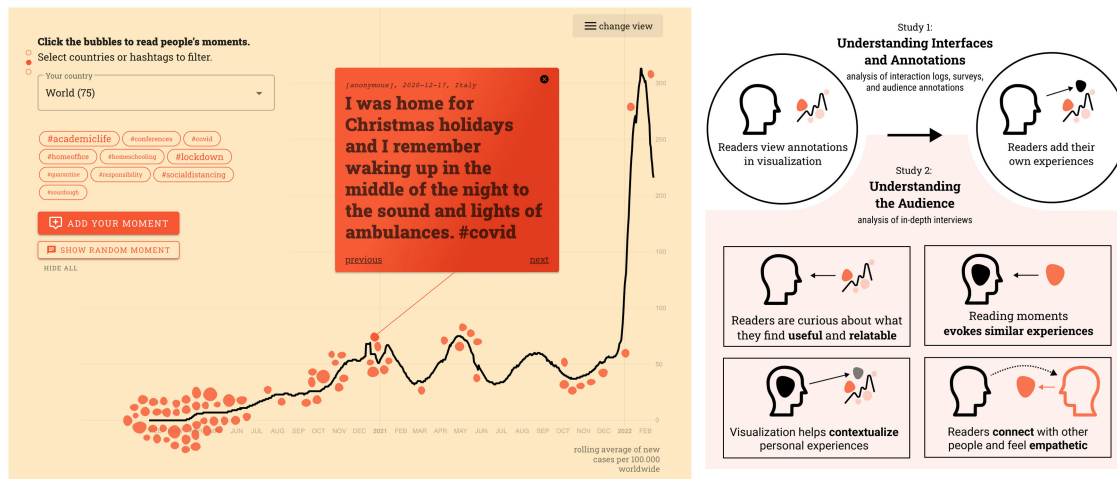 change view
Click the bubbles to read people's moments.
Select countries or hashtags to filter.
Your country
World (75)
#academiclife #conferences #covid
#homeoffice #homeschooling #lockdown
#quarantine #responsibility #socialdistancing
#sourdough
ADD YOUR MOMENT
SHOW RANDOM MOMENT
HIDE ALL
[anonymous], 2020-12-17, Italy
I was home for
Christmas holidays
and I remember
waking up in the
middle of the night to
the sound and lights of
ambulances. #covid
previous next
300
200
150
100
50
0
JUN JUL AUG SEP OCT NOV DEC 2021 FEB MAR APR MAY JUN JUL AUG SEP OCT NOV DEC 2022 FEB
rolling average of new
cases per 100.000
worldwide
Study 1:
Understanding Interfaces
and Annotations
analysis of interaction logs, surveys,
and audience annotations
Readers view annotations
in visualization
Readers add their
own experiences
Study 2:
Understanding
the Audience
analysis of in-depth interviews
Readers are curious about what
they find useful and relatable
Reading moments
evokes similar experiences
Visualization helps contextualize
personal experiences
Readers connect with other
people and feel empathetic